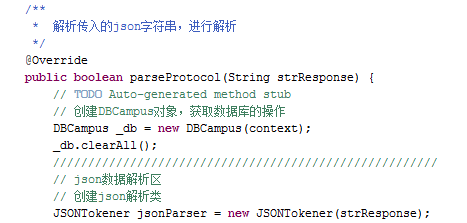 /**
 *  解析传入的json字符串，进行解析
 */
@Override
public boolean parseProtocol(String strResponse) {
    // TODO Auto-generated method stub
    // 创建DBCampus对象，获取数据库的操作
    DBCampus _db = new DBCampus(context);
    _db.clearAll();
    //////////////////////////////////////////////////////
    // json数据解析区
    // 创建json解析类
    JSONTokener jsonParser = new JSONTokener(strResponse);